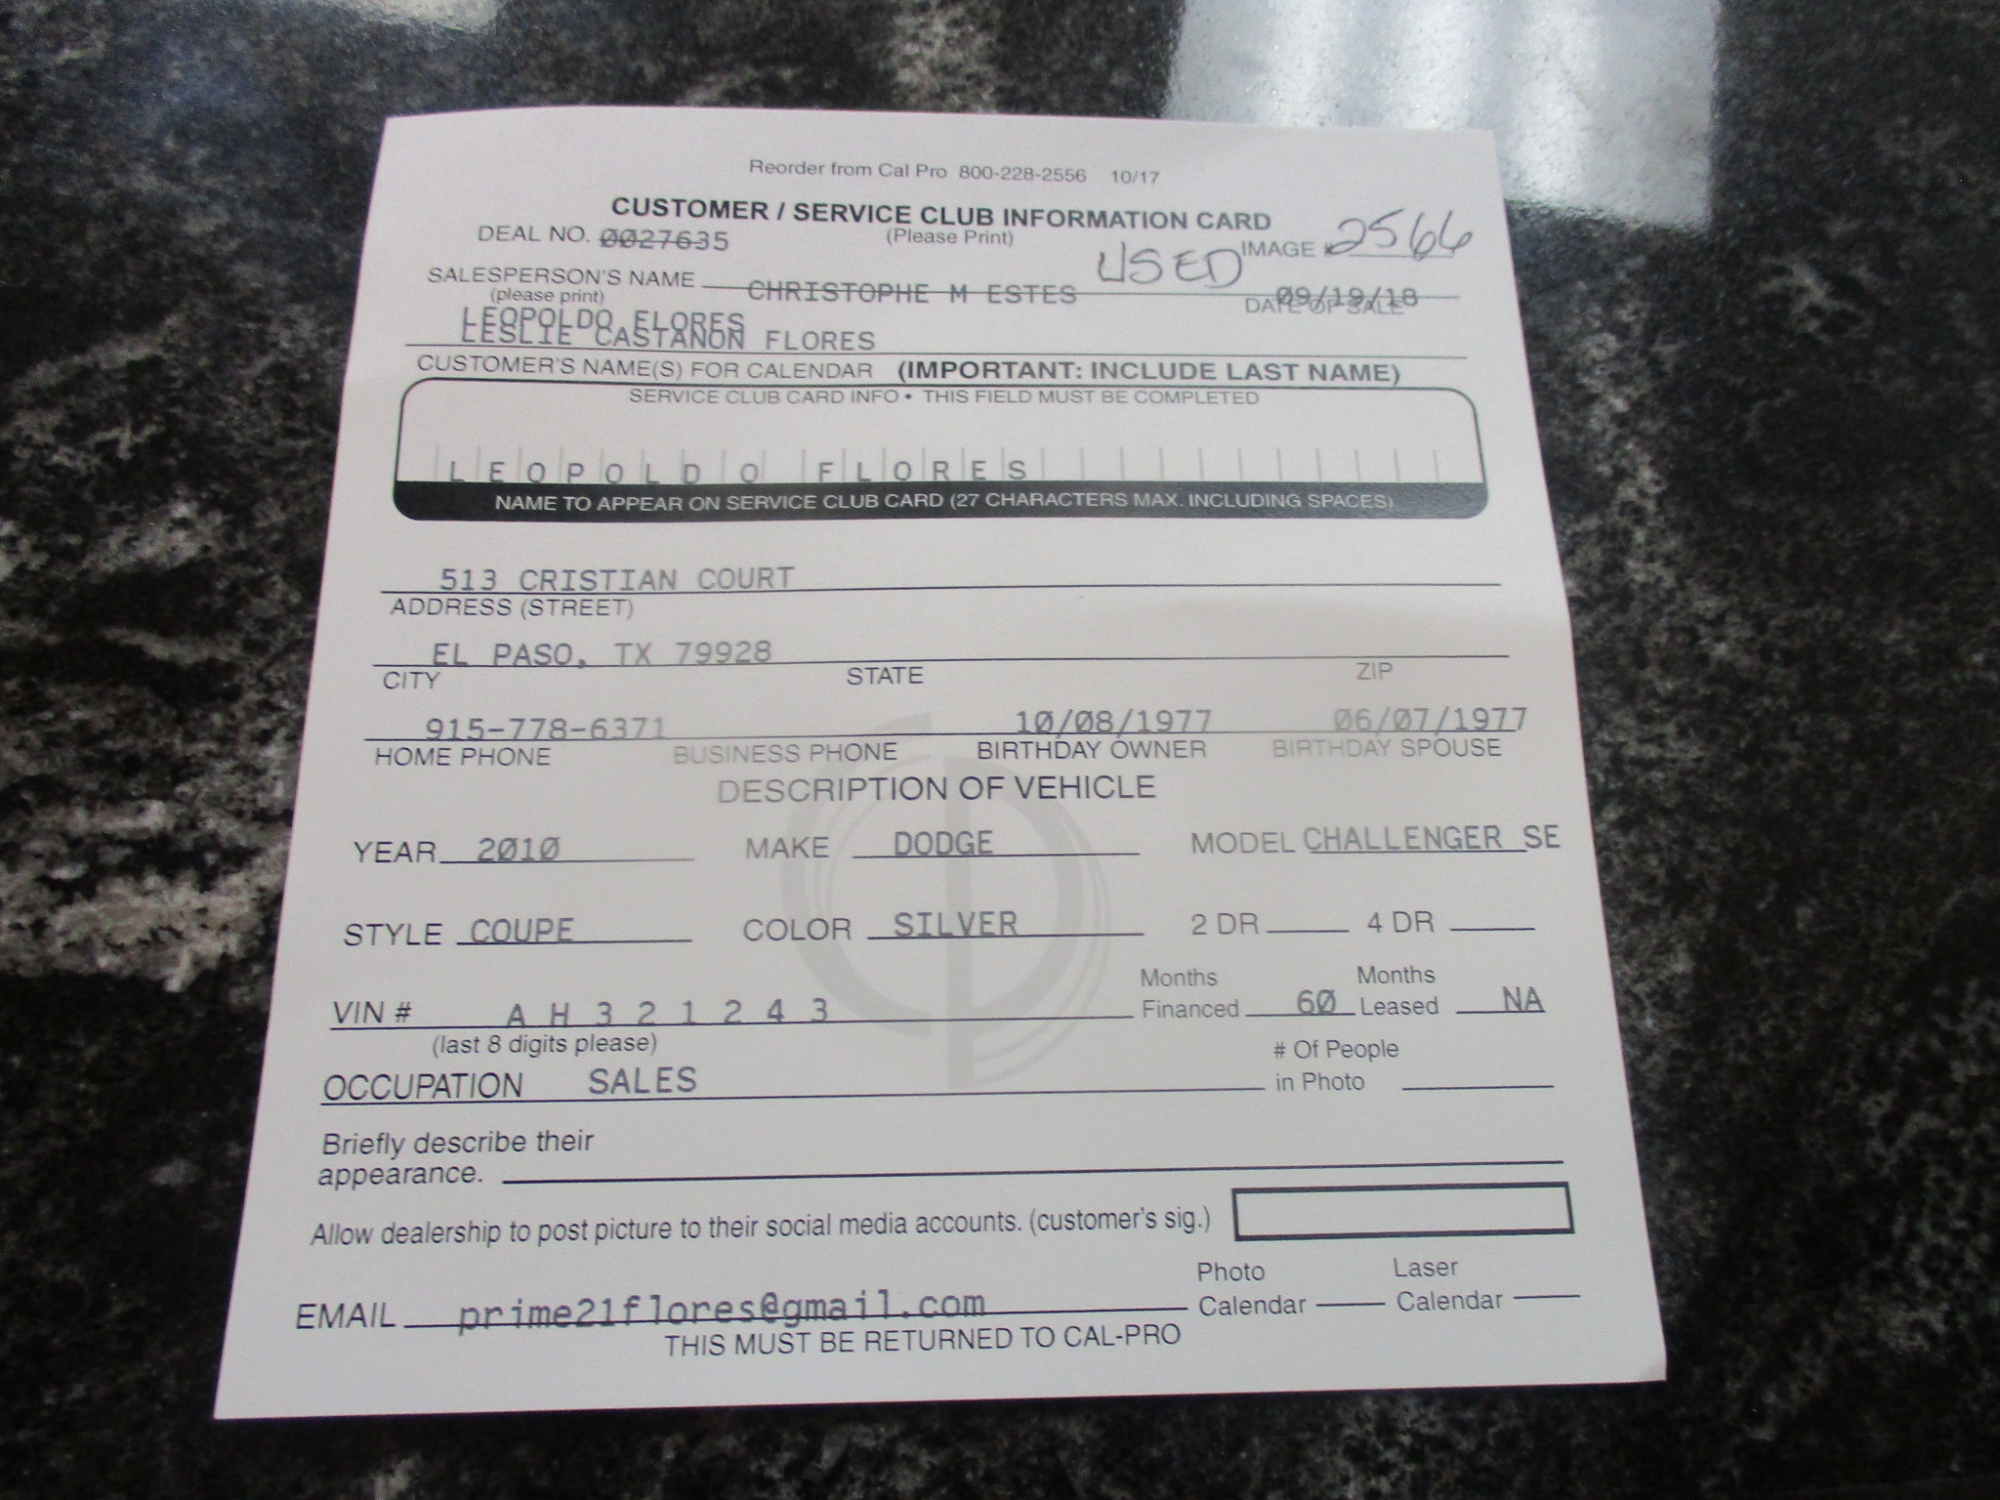 Reorder from Cal Pro 800-228-2556 10/17
CUSTOMER / SERVICE CLUB INFORMATION CARD
DEAL NO. 0027635 (Please Print) USED IMAGE # 2566
SALESPERSON'S NAME CHRISTOPHE M ESTES 09/19/18
(please print) DATE OF SALE
LEOPOLDO FLORES
LESLIE CASTANON FLORES
CUSTOMER'S NAME(S) FOR CALENDAR (IMPORTANT: INCLUDE LAST NAME)
SERVICE CLUB CARD INFO • THIS FIELD MUST BE COMPLETED
LEOPOLDO FLORES
NAME TO APPEAR ON SERVICE CLUB CARD (27 CHARACTERS MAX. INCLUDING SPACES)
513 CRISTIAN COURT
ADDRESS (STREET)
EL PASO, TX 79928
CITY STATE ZIP
915-778-6371 10/08/1977 06/07/1977
HOME PHONE BUSINESS PHONE BIRTHDAY OWNER BIRTHDAY SPOUSE
DESCRIPTION OF VEHICLE
YEAR 2010 MAKE DODGE MODEL CHALLENGER SE
STYLE COUPE COLOR SILVER 2 DR 4 DR
Months Months
VIN # A H 3 2 1 2 4 3 Financed 60 Leased NA
(last 8 digits please) # Of People
OCCUPATION SALES in Photo
Briefly describe their
appearance.
Allow dealership to post picture to their social media accounts. (customer's sig.)
Photo Laser
EMAIL prime21flores@gmail.com Calendar Calendar
THIS MUST BE RETURNED TO CAL-PRO